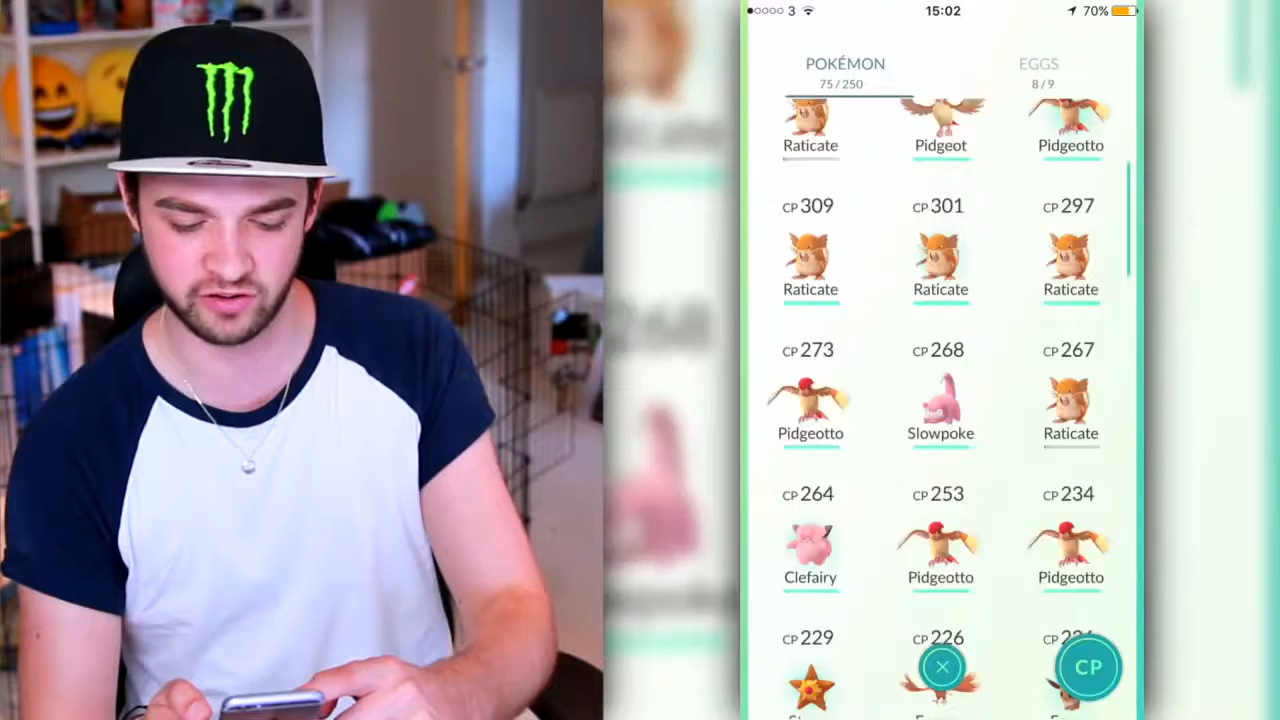 3 15:02 70%
POKÉMON EGGS
75 / 250 8 / 9
Raticate Pidgeot Pidgeotto
CP 309 CP 301 CP 297
Raticate Raticate Raticate
CP 273 CP 268 CP 267
Pidgeotto Slowpoke Raticate
CP 264 CP 253 CP 234
Clefairy Pidgeotto Pidgeotto
CP 229 CP 226 CP
CP
268